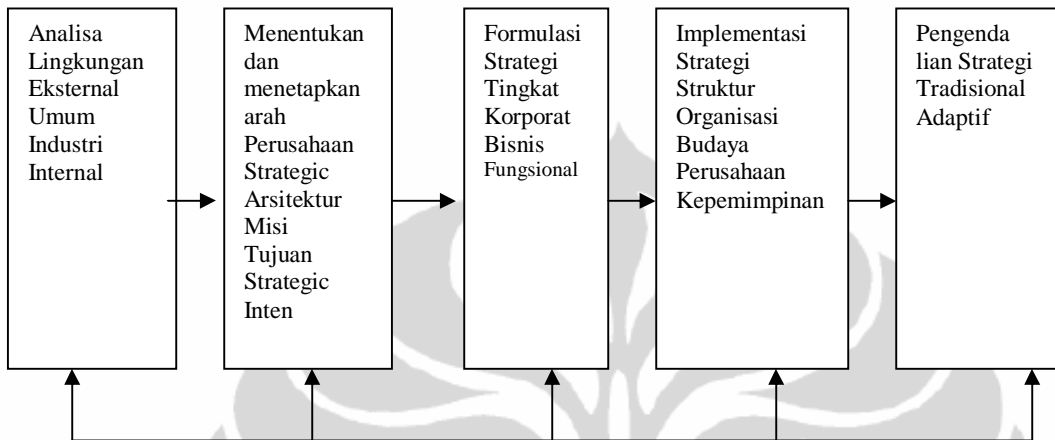 Analisa
Lingkungan
Eksternal
Umum
Industri
Internal
Menentukan
dan
menetapkan
arah
Perusahaan
Strategic
Arsitektur
Misi
Tujuan
Strategic
Inten
Formulasi
Strategi
Tingkat
Korporat
Bisnis
Fungsional
Implementasi
Strategi
Struktur
Organisasi
Budaya
Perusahaan
Kepemimpinan
Pengenda
lian Strategi
Tradisional
Adaptif